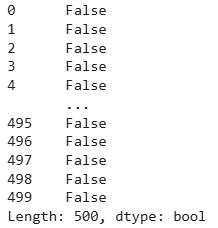 0      False
1      False
2      False
3      False
4      False
       ...
495    False
496    False
497    False
498    False
499    False
Length: 500, dtype: bool